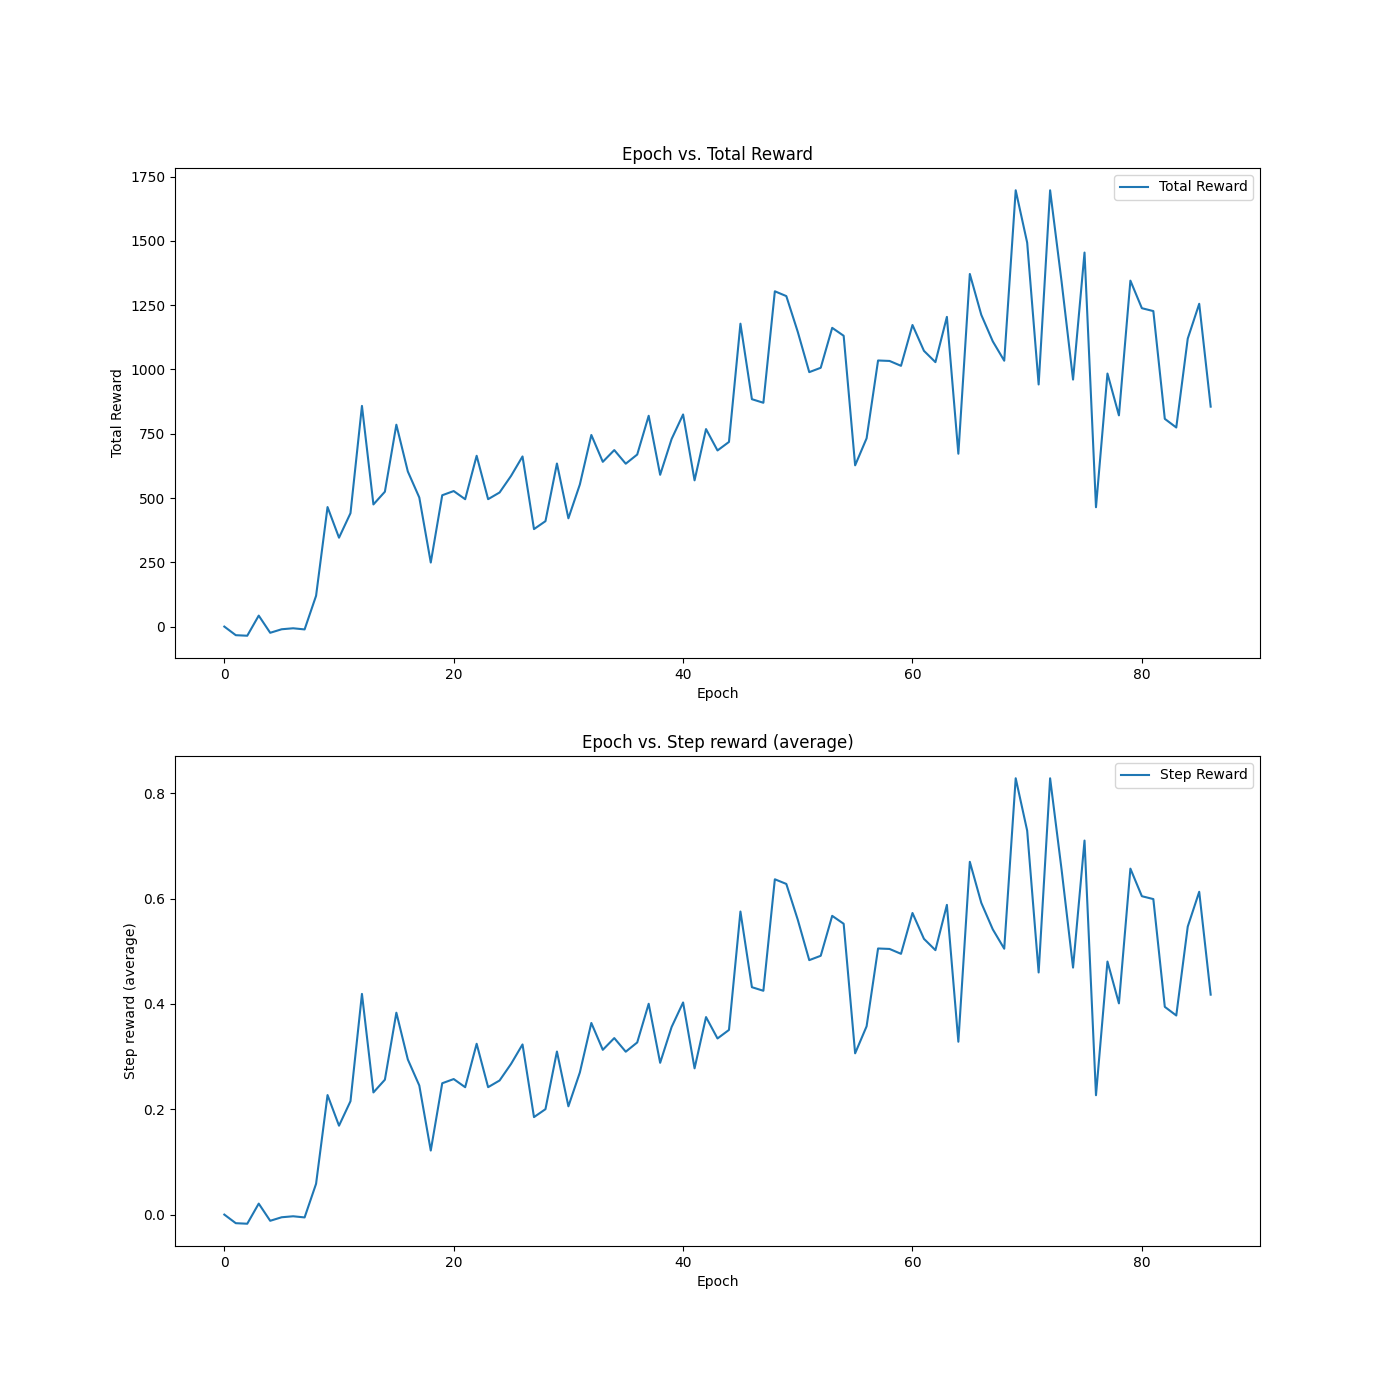 Epoch vs. Total Reward
Total Reward
1750
1500
1250
1000
750
500
250
0
Total Reward
0 20 40 60 80
Epoch
Epoch vs. Step reward (average)
Step Reward
0.8
0.6
0.4
0.2
0.0
Step reward (average)
0 20 40 60 80
Epoch